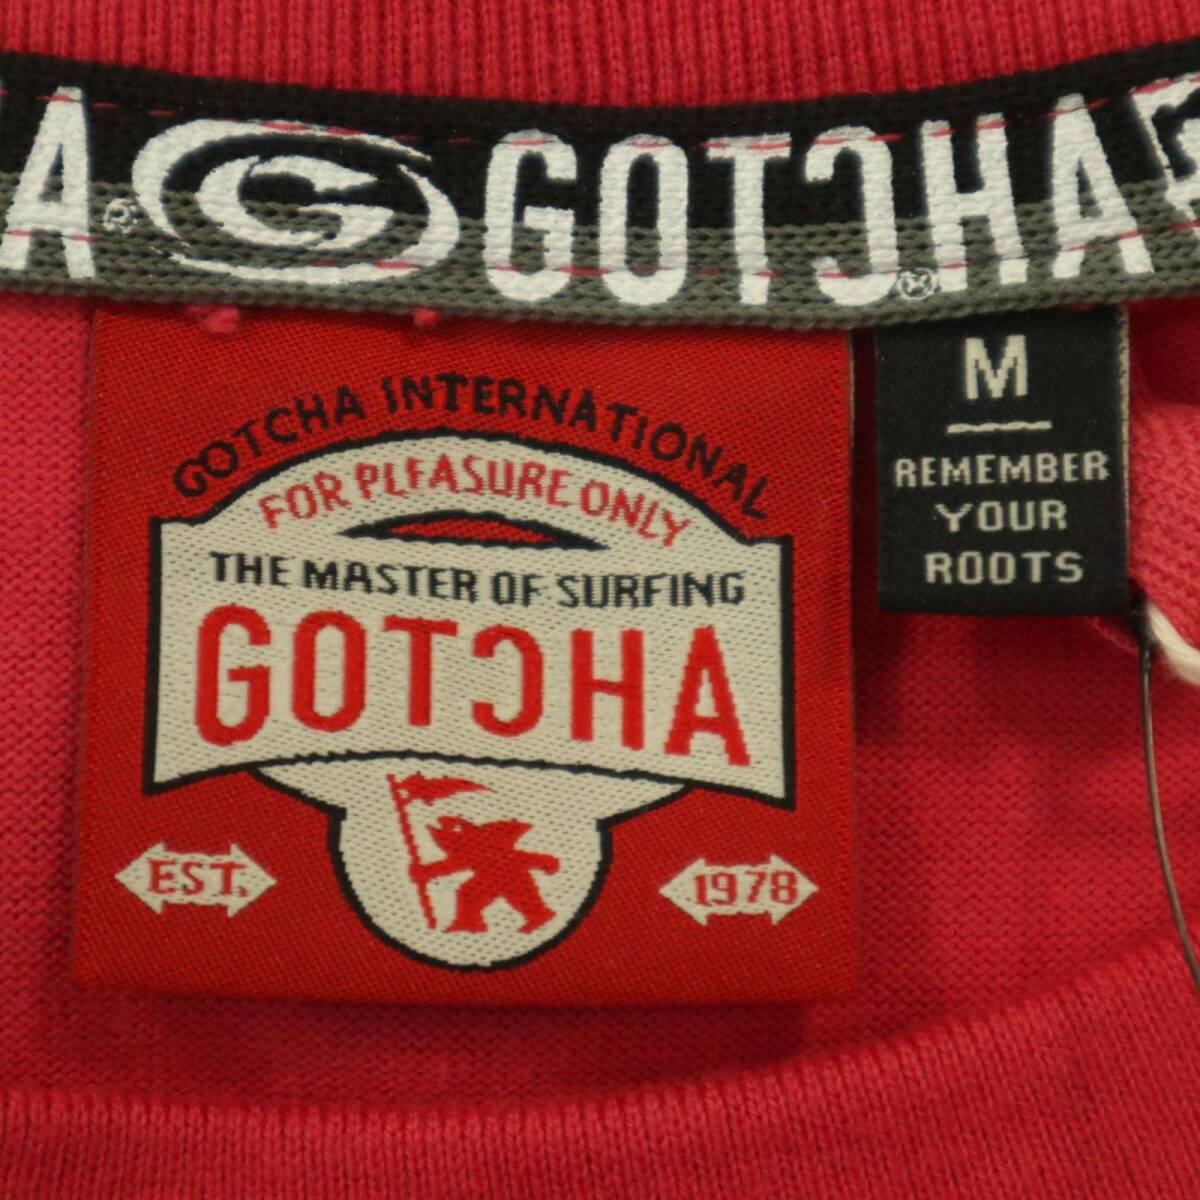 A G GOTCHA
GOTCHA INTERNATIONAL
FOR PLEASURE ONLY
THE MASTER OF SURFING
GOTCHA
EST. 1978
M
REMEMBER
YOUR
ROOTS